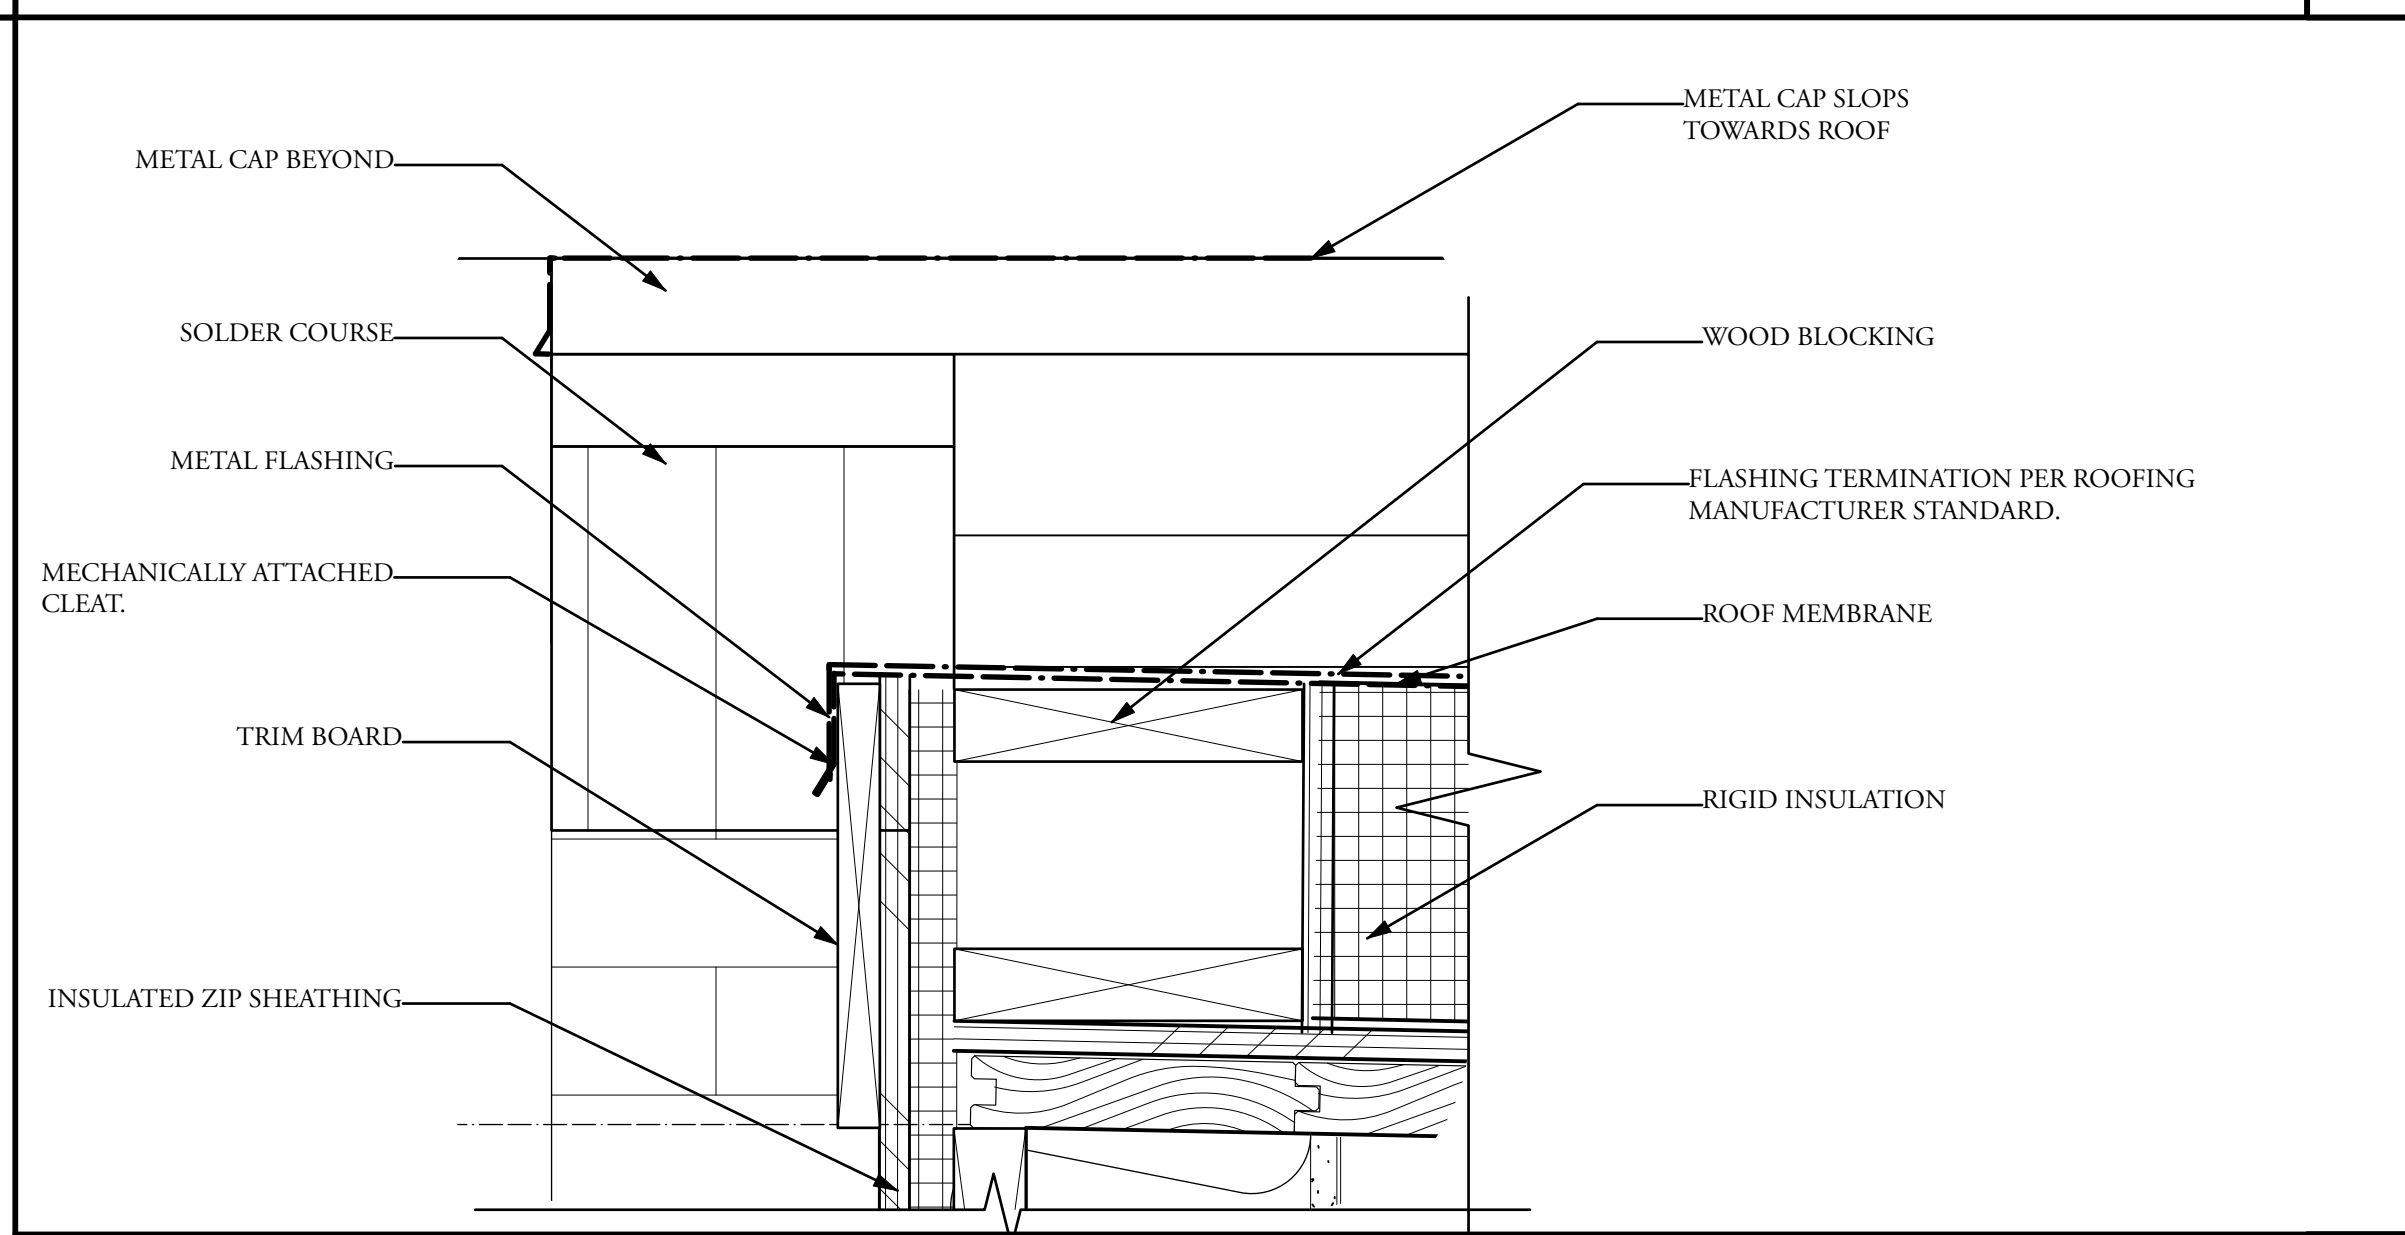 METAL CAP SLOPS
TOWARDS ROOF
METAL CAP BEYOND
SOLDER COURSE
WOOD BLOCKING
METAL FLASHING
FLASHING TERMINATION PER ROOFING
MANUFACTURER STANDARD.
MECHANICALLY ATTACHED
CLEAT.
ROOF MEMBRANE
TRIM BOARD
RIGID INSULATION
INSULATED ZIP SHEATHING